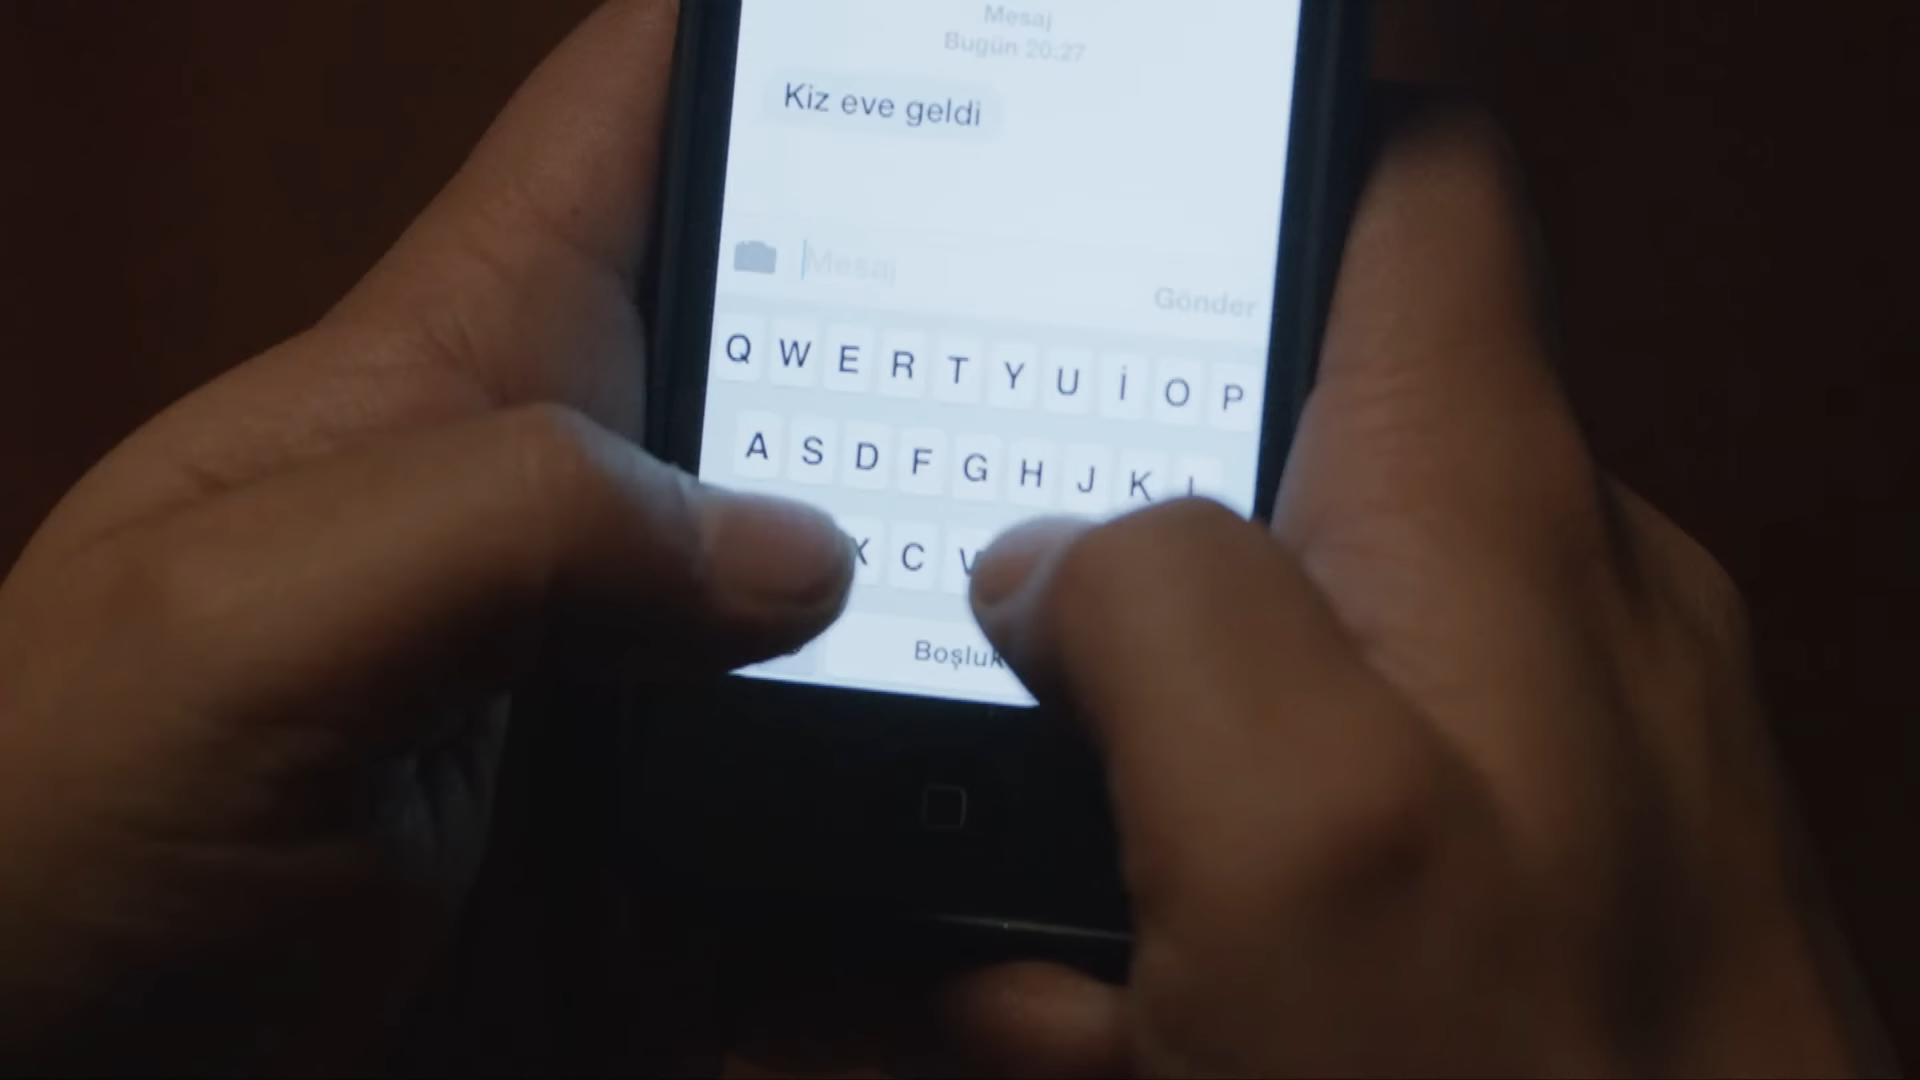 Mesaj
Bugün 20:27
Kiz eve geldi
Mesaj
Gönder
Q W E R T Y U İ O P
A S D F G H J K L
X C V
Boşluk